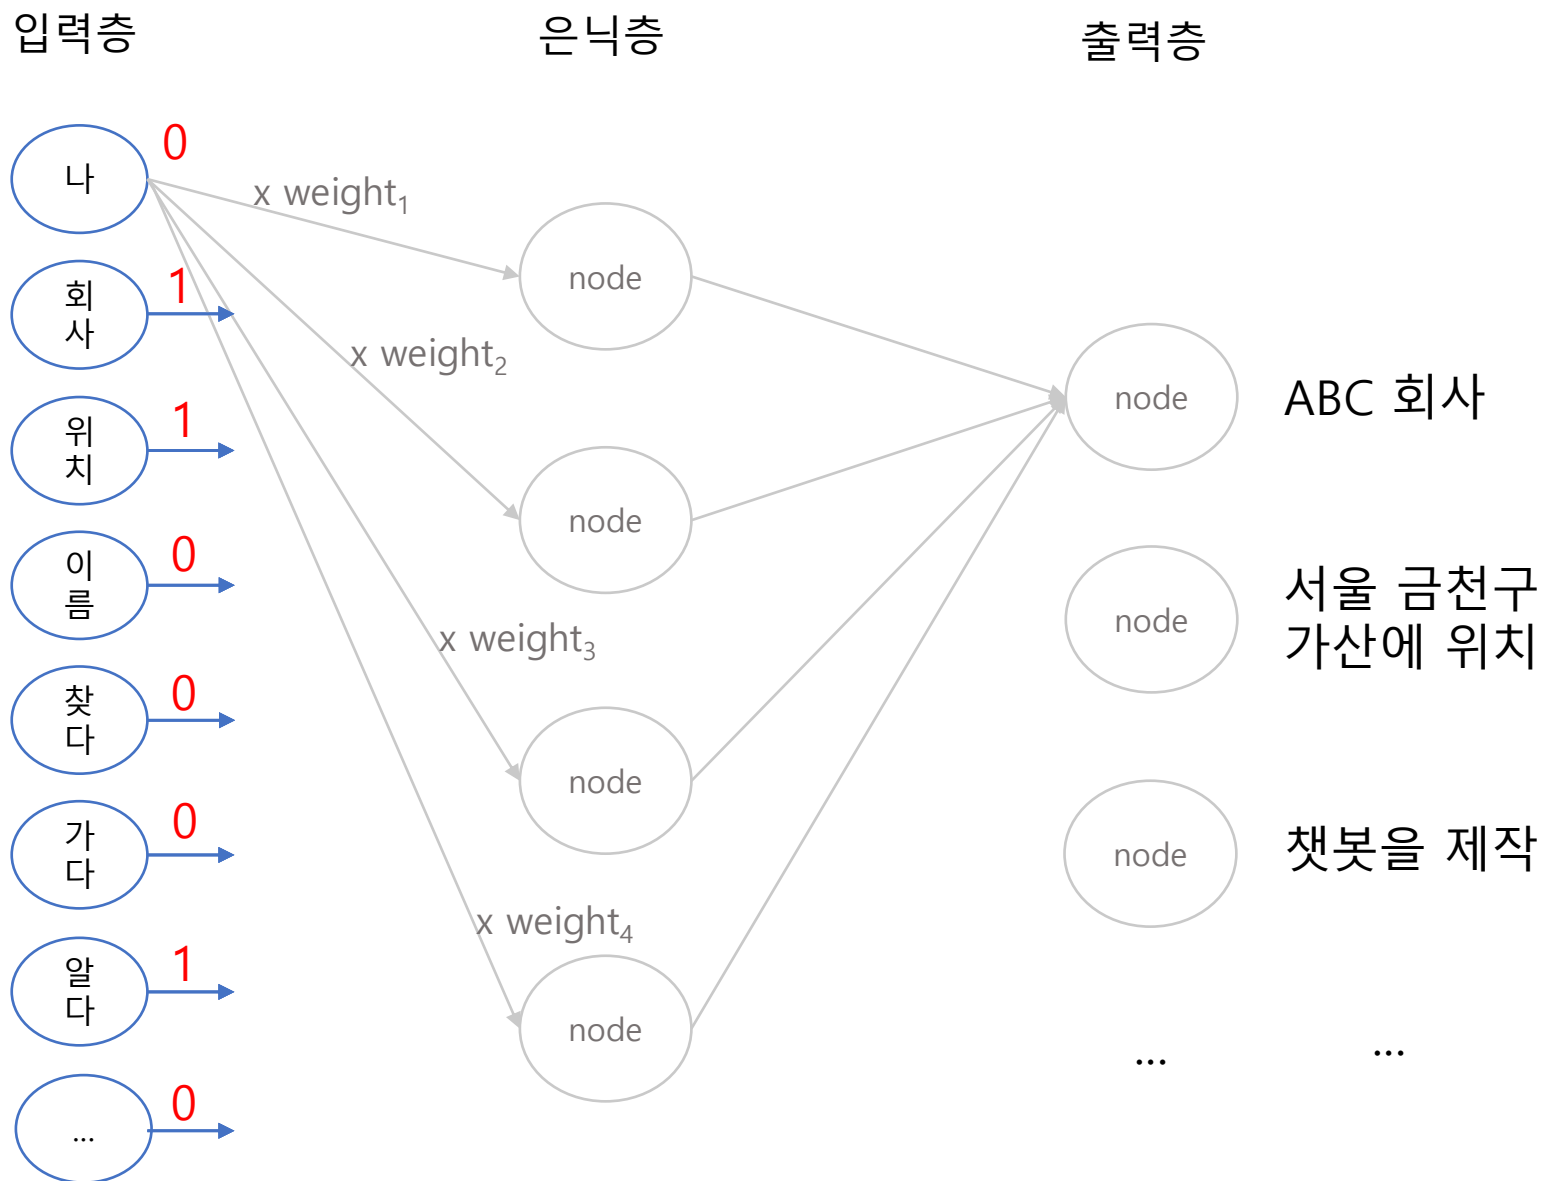 입력층
은닉층
출력층
나
0
x weight₁
node
회
사
1
x weight₂
node
ABC 회사
위
치
1
node
이
름
0
x weight₃
node
서울 금천구
가산에 위치
찾
다
0
node
가
다
0
node
챗봇을 제작
알
다
1
x weight₄
node
...
...
...
0